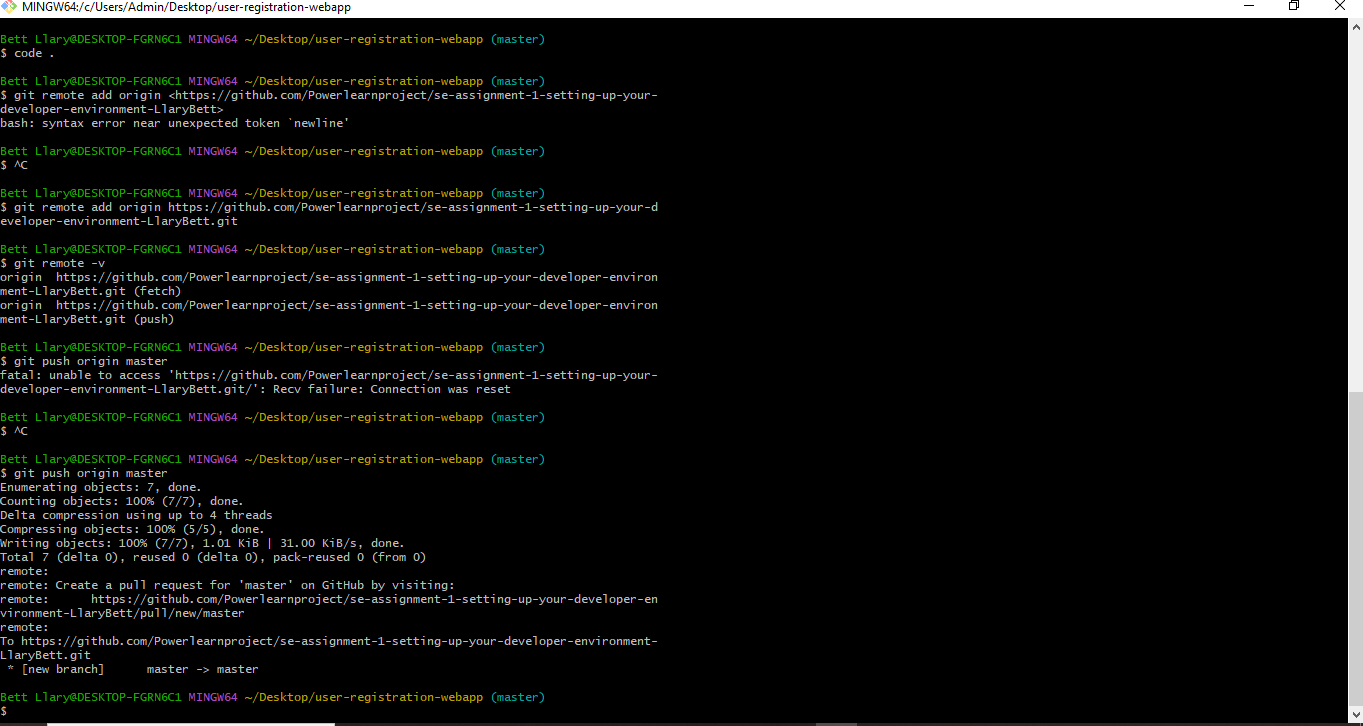 MINGW64:/c/Users/Admin/Desktop/user-registration-webapp
Bett Llary@DESKTOP-FGRN6C1 MINGW64 ~/Desktop/user-registration-webapp (master)
$ code .
Bett Llary@DESKTOP-FGRN6C1 MINGW64 ~/Desktop/user-registration-webapp (master)
$ git remote add origin <https://github.com/Powerlearnproject/se-assignment-1-setting-up-your-
developer-environment-LlaryBett>
bash: syntax error near unexpected token `newline'
Bett Llary@DESKTOP-FGRN6C1 MINGW64 ~/Desktop/user-registration-webapp (master)
$ ^C
Bett Llary@DESKTOP-FGRN6C1 MINGW64 ~/Desktop/user-registration-webapp (master)
$ git remote add origin https://github.com/Powerlearnproject/se-assignment-1-setting-up-your-d
eveloper-environment-LlaryBett.git
Bett Llary@DESKTOP-FGRN6C1 MINGW64 ~/Desktop/user-registration-webapp (master)
$ git remote -v
origin  https://github.com/Powerlearnproject/se-assignment-1-setting-up-your-developer-environ
ment-LlaryBett.git (fetch)
origin  https://github.com/Powerlearnproject/se-assignment-1-setting-up-your-developer-environ
ment-LlaryBett.git (push)
Bett Llary@DESKTOP-FGRN6C1 MINGW64 ~/Desktop/user-registration-webapp (master)
$ git push origin master
fatal: unable to access 'https://github.com/Powerlearnproject/se-assignment-1-setting-up-your-
developer-environment-LlaryBett.git/': Recv failure: Connection was reset
Bett Llary@DESKTOP-FGRN6C1 MINGW64 ~/Desktop/user-registration-webapp (master)
$ ^C
Bett Llary@DESKTOP-FGRN6C1 MINGW64 ~/Desktop/user-registration-webapp (master)
$ git push origin master
Enumerating objects: 7, done.
Counting objects: 100% (7/7), done.
Delta compression using up to 4 threads
Compressing objects: 100% (5/5), done.
Writing objects: 100% (7/7), 1.01 KiB | 31.00 KiB/s, done.
Total 7 (delta 0), reused 0 (delta 0), pack-reused 0 (from 0)
remote:
remote: Create a pull request for 'master' on GitHub by visiting:
remote:      https://github.com/Powerlearnproject/se-assignment-1-setting-up-your-developer-en
vironment-LlaryBett/pull/new/master
remote:
To https://github.com/Powerlearnproject/se-assignment-1-setting-up-your-developer-environment-
LlaryBett.git
 * [new branch]      master -> master
Bett Llary@DESKTOP-FGRN6C1 MINGW64 ~/Desktop/user-registration-webapp (master)
$